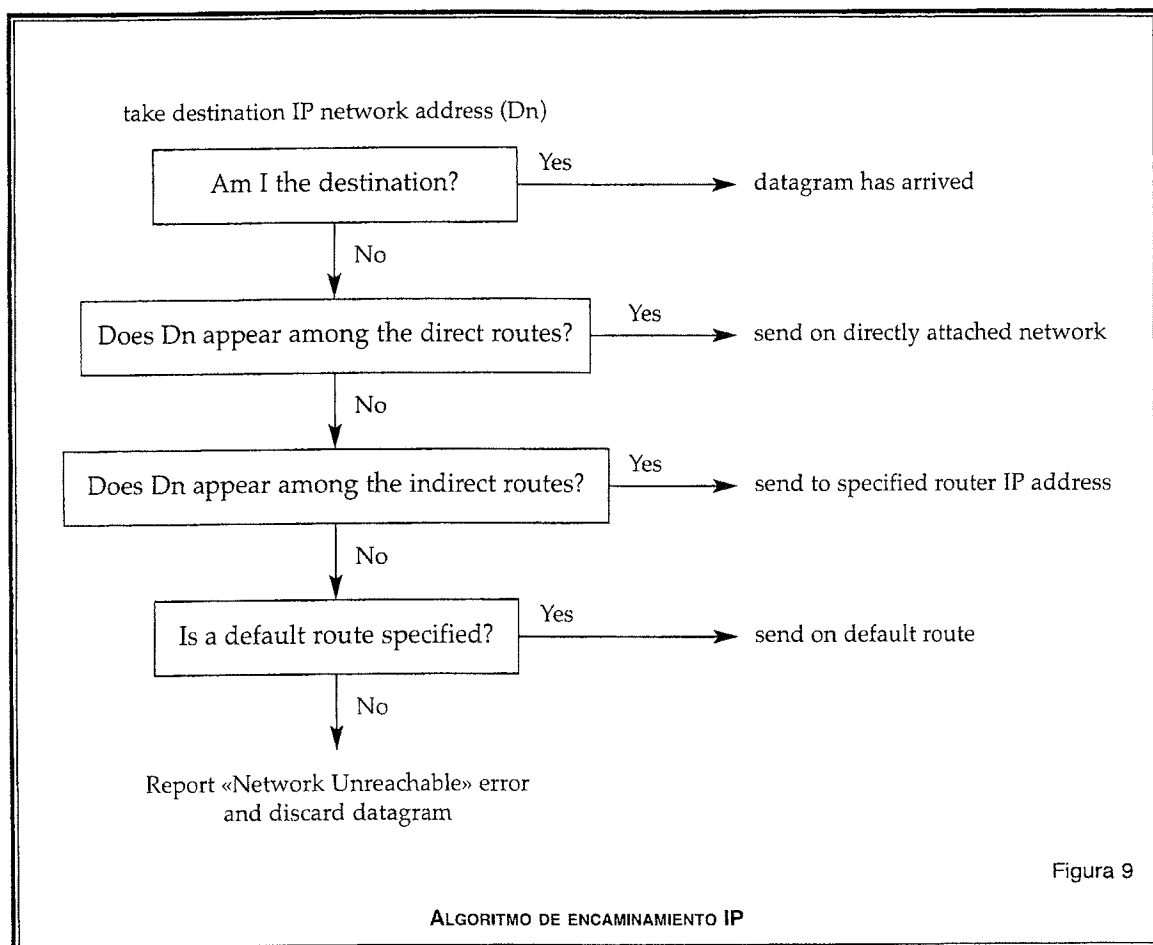 take destination IP network address (Dn)
Am I the destination?
Yes
datagram has arrived
No
Does Dn appear among the direct routes?
Yes
send on directly attached network
No
Does Dn appear among the indirect routes?
Yes
send to specified router IP address
No
Is a default route specified?
Yes
send on default route
No
Report «Network Unreachable» error
and discard datagram
Figura 9
ALGORITMO DE ENCAMINAMIENTO IP